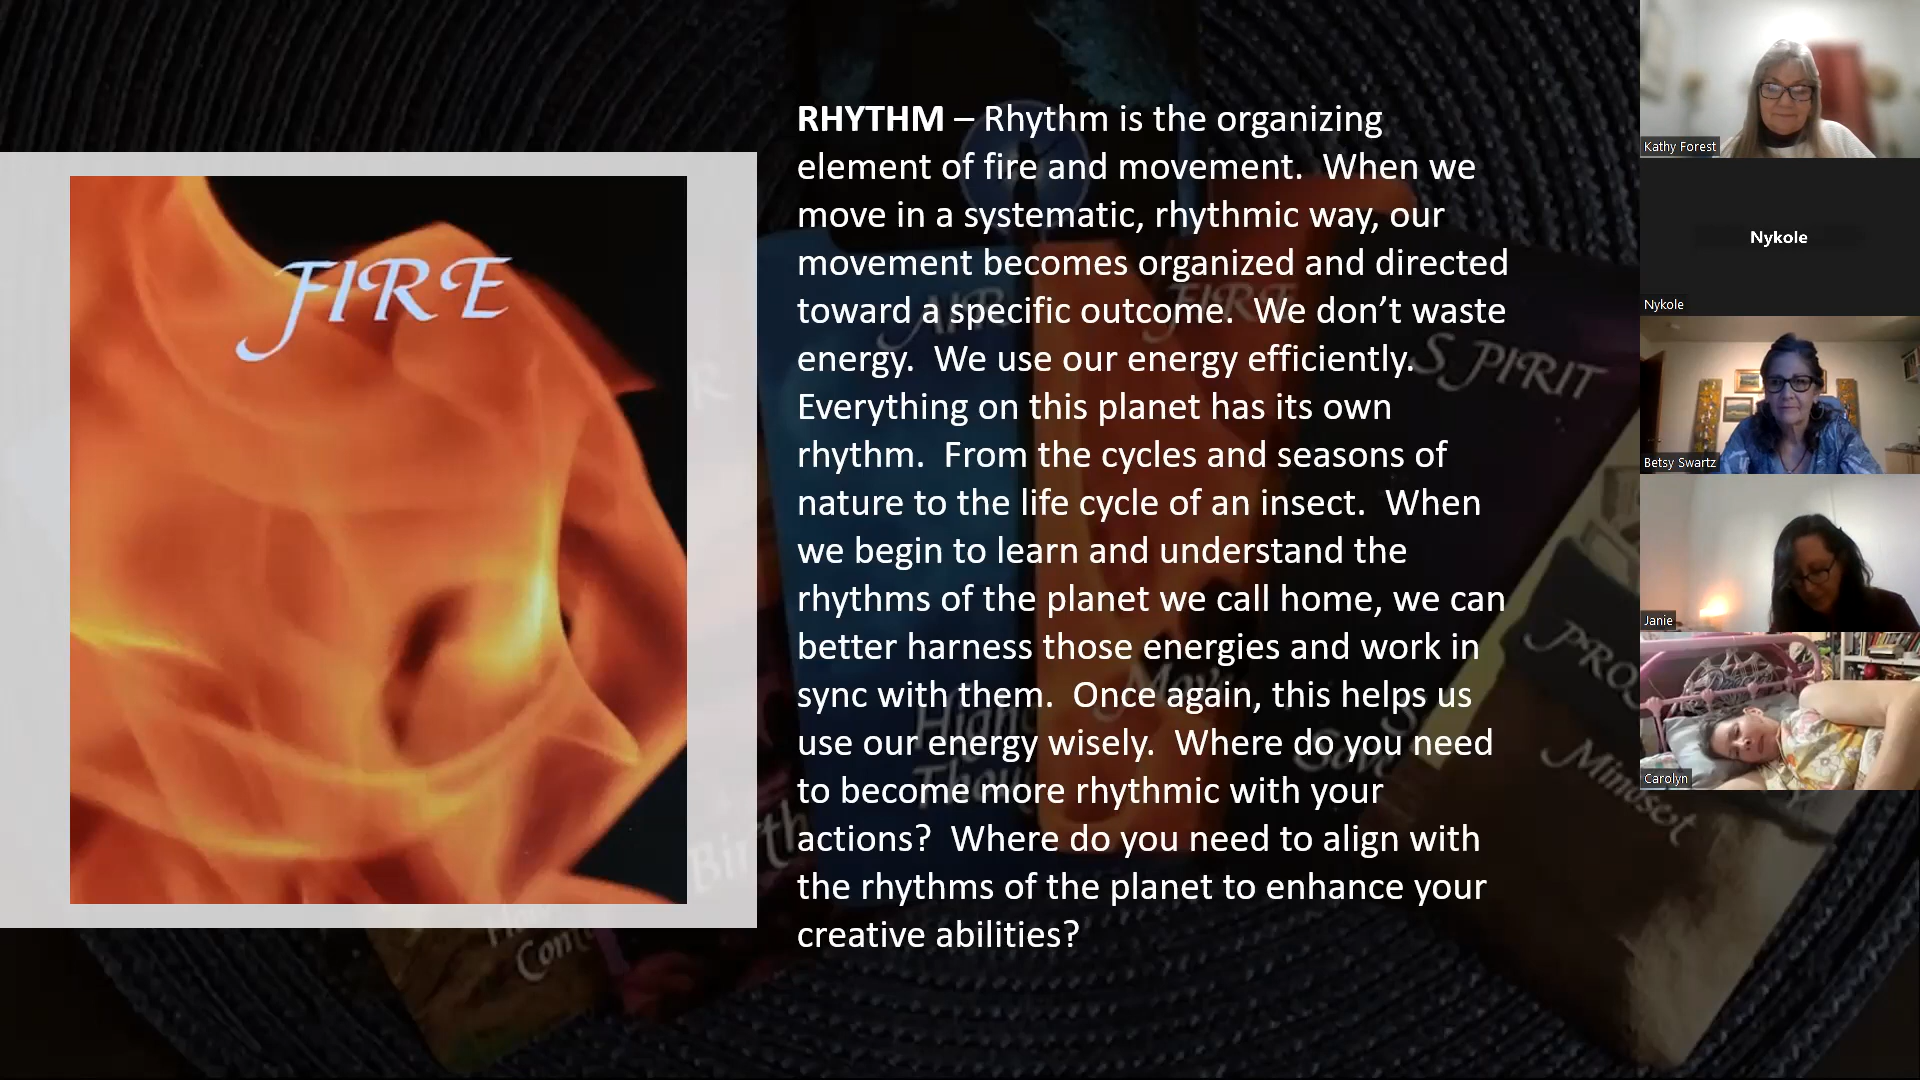 FIRE
RHYTHM – Rhythm is the organizing
element of fire and movement.  When we
move in a systematic, rhythmic way, our
movement becomes organized and directed
toward a specific outcome.  We don’t waste
energy.  We use our energy efficiently.
Everything on this planet has its own
rhythm.  From the cycles and seasons of
nature to the life cycle of an insect.  When
we begin to learn and understand the
rhythms of the planet we call home, we can
better harness those energies and work in
sync with them.  Once again, this helps us
use our energy wisely.  Where do you need
to become more rhythmic with your
actions?  Where do you need to align with
the rhythms of the planet to enhance your
creative abilities?
AIR
FIRE
SPIRIT
Mindset
Birth
Kathy Forest
Nykole
Nykole
Betsy Swartz
Janie
Carolyn